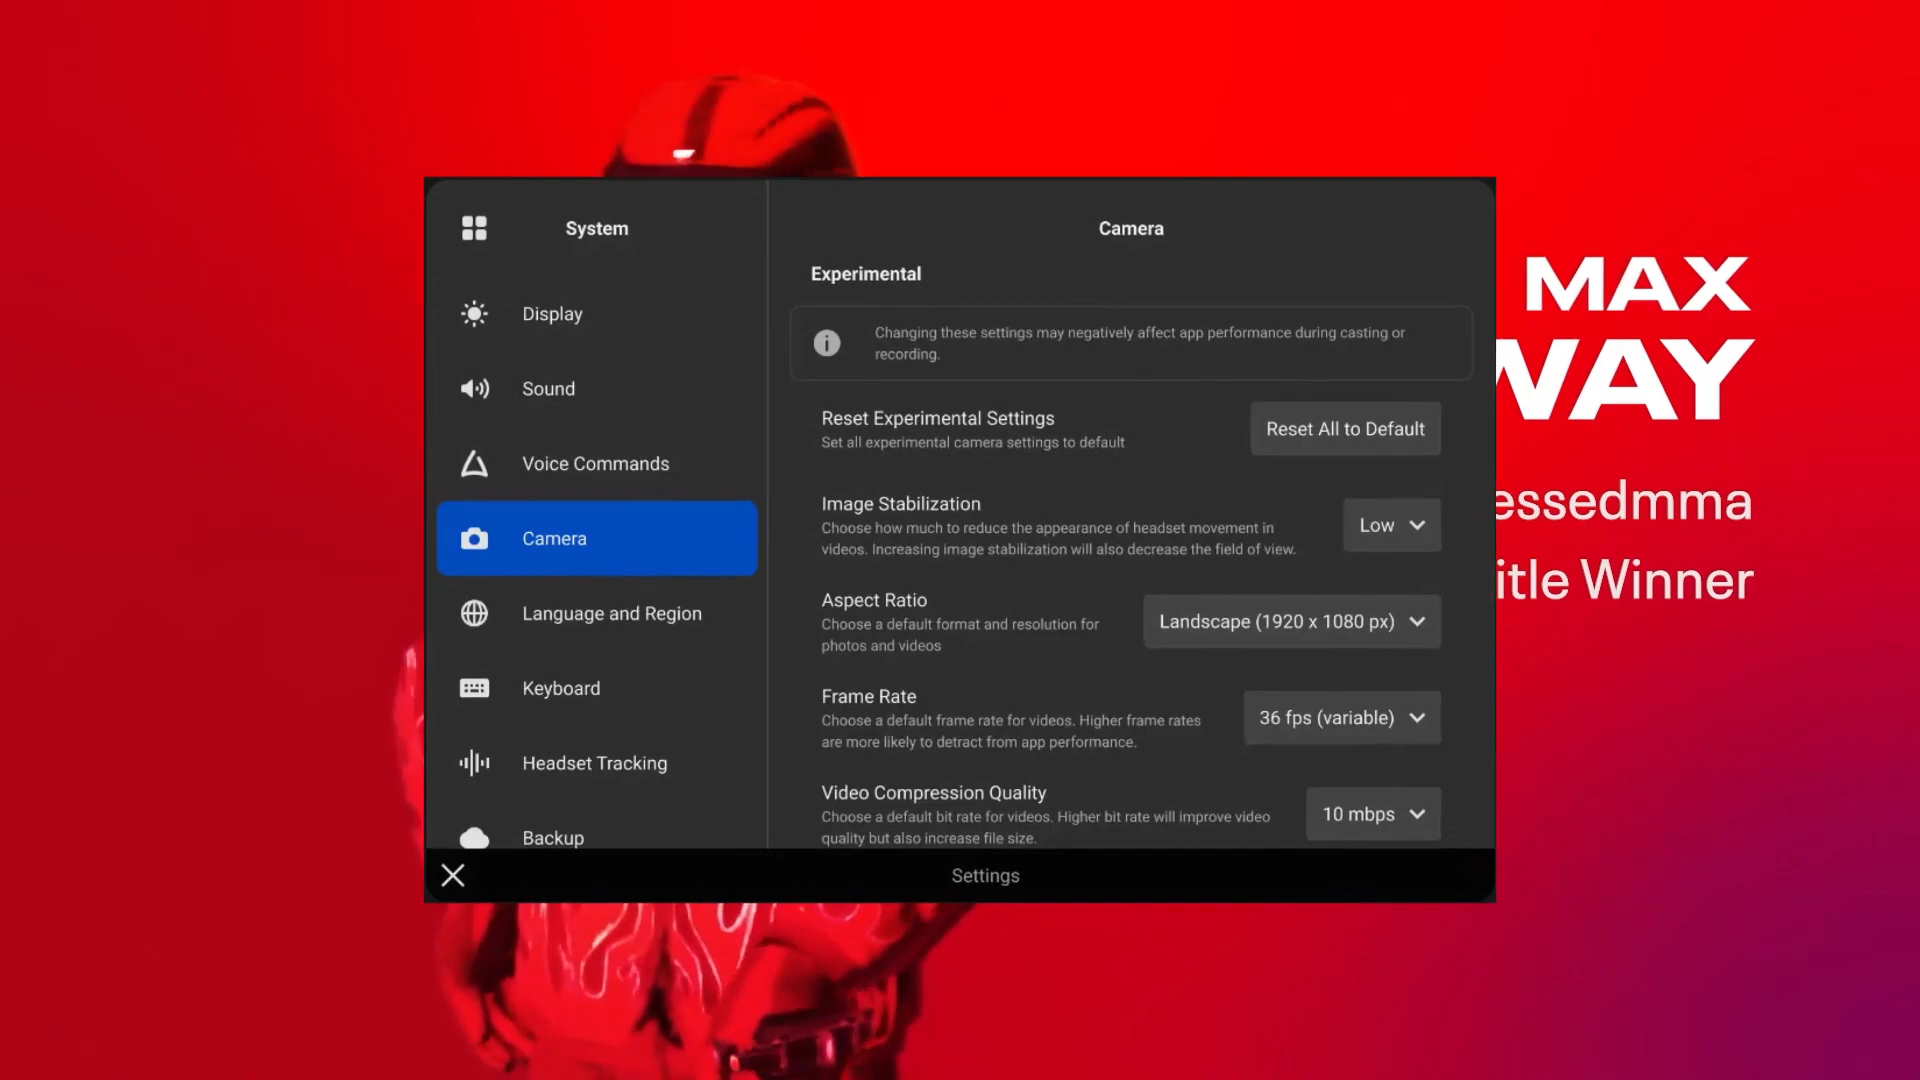 System
Display
Sound
Voice Commands
Camera
Language and Region
Keyboard
Headset Tracking
Backup
Camera
Experimental
Changing these settings may negatively affect app performance during casting or
recording.
Reset Experimental Settings
Set all experimental camera settings to default
Reset All to Default
Image Stabilization
Choose how much to reduce the appearance of headset movement in
videos. Increasing image stabilization will also decrease the field of view.
Low
Aspect Ratio
Choose a default format and resolution for
photos and videos
Landscape (1920 x 1080 px)
Frame Rate
Choose a default frame rate for videos. Higher frame rates
are more likely to detract from app performance.
36 fps (variable)
Video Compression Quality
Choose a default bit rate for videos. Higher bit rate will improve video
quality but also increase file size.
10 mbps
Settings
MAX
WAY
essedmma
itle Winner